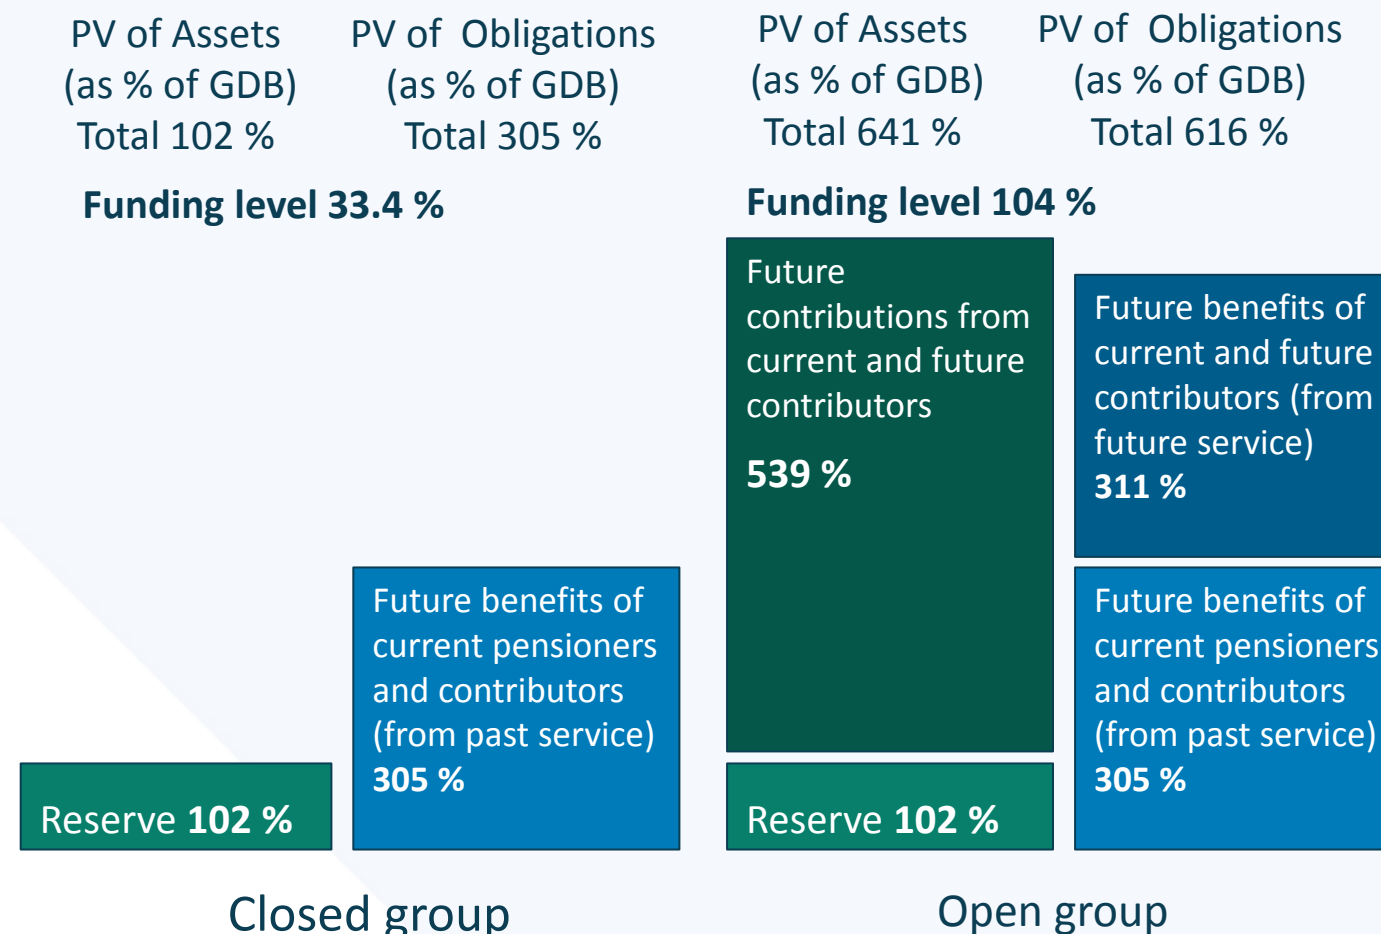 PV of Assets
(as % of GDB)
Total 102 %
PV of Obligations
(as % of GDB)
Total 305 %
Funding level 33.4 %
Future benefits of
current pensioners
and contributors
(from past service)
305 %
Reserve 102 %
Closed group
PV of Assets
(as % of GDB)
Total 641 %
PV of Obligations
(as % of GDB)
Total 616 %
Funding level 104 %
Future
contributions from
current and future
contributors
539 %
Reserve 102 %
Future benefits of
current and future
contributors (from
future service)
311 %
Future benefits of
current pensioners
and contributors
(from past service)
305 %
Open group